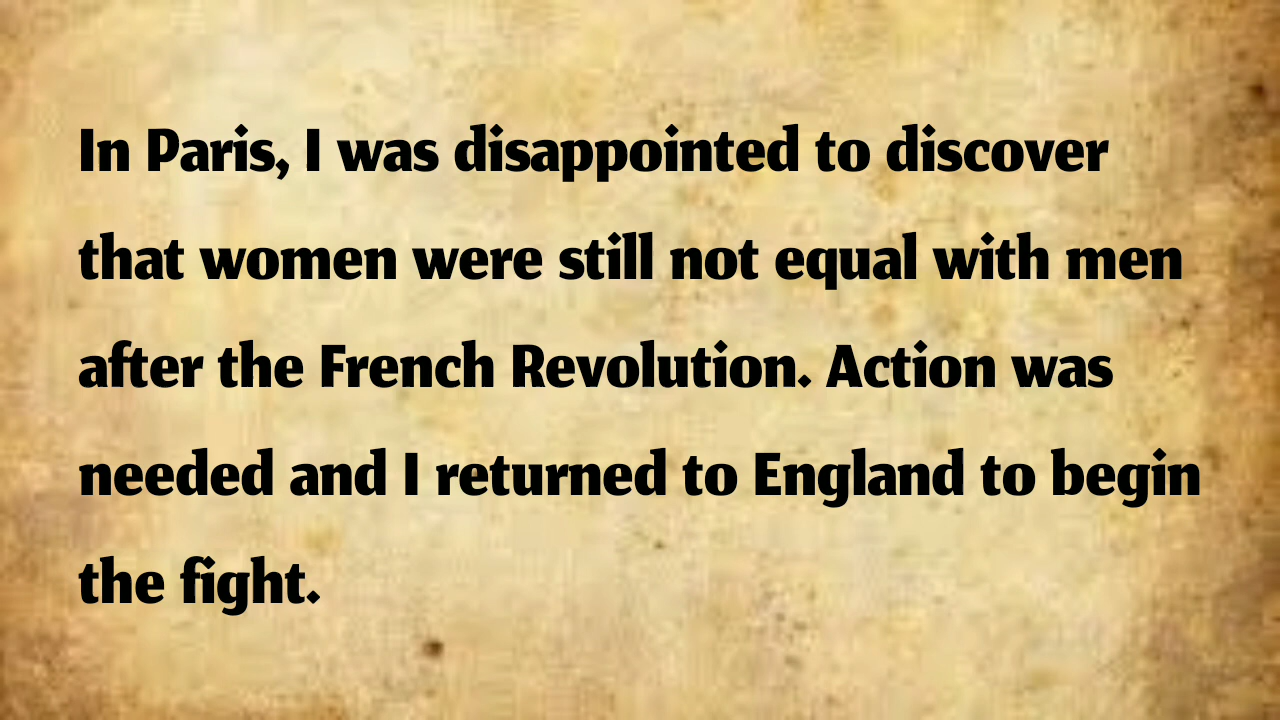 In Paris, I was disappointed to discover
that women were still not equal with men
after the French Revolution. Action was
needed and I returned to England to begin
the fight.